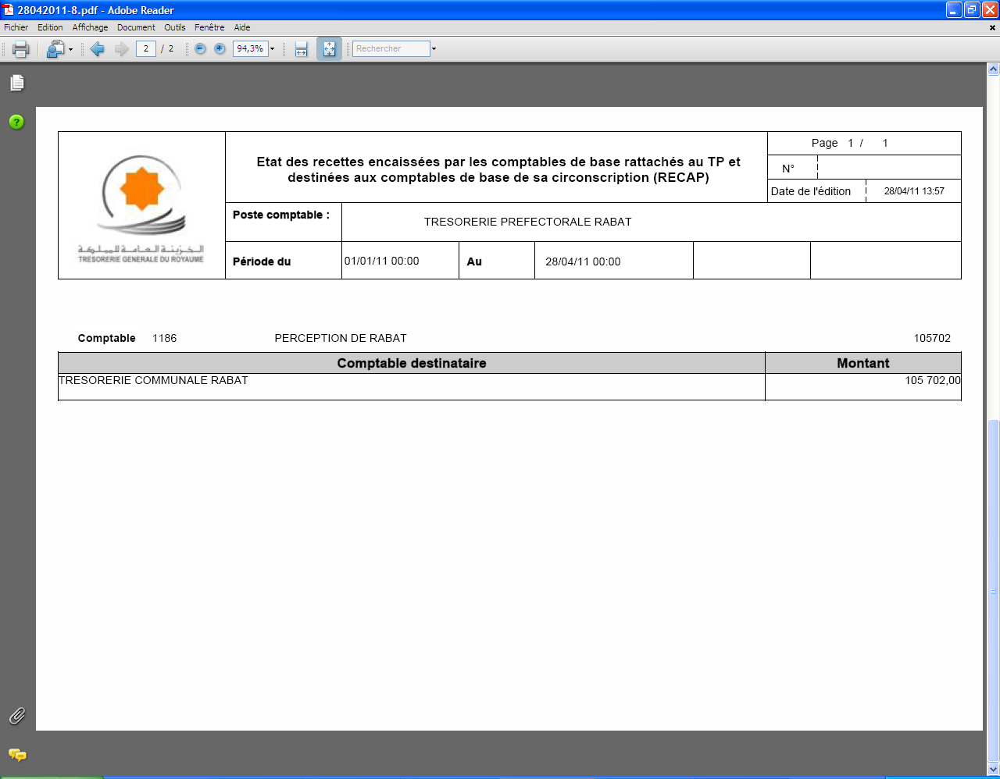 28042011-8.pdf - Adobe Reader
Fichier Edition Affichage Document Outils Fenêtre Aide
2 / 2 94,3% Rechercher
Page 1 / 1
Etat des recettes encaissées par les comptables de base rattachés au TP et
destinées aux comptables de base de sa circonscription (RECAP)
N°
Date de l'édition 28/04/11 13:57
الخزينة العامة للمملكة
TRESORERIE GENERALE DU ROYAUME
Poste comptable : TRESORERIE PREFECTORALE RABAT
Période du 01/01/11 00:00 Au 28/04/11 00:00
Comptable 1186 PERCEPTION DE RABAT 105702
Comptable destinataire Montant
TRESORERIE COMMUNALE RABAT 105 702,00